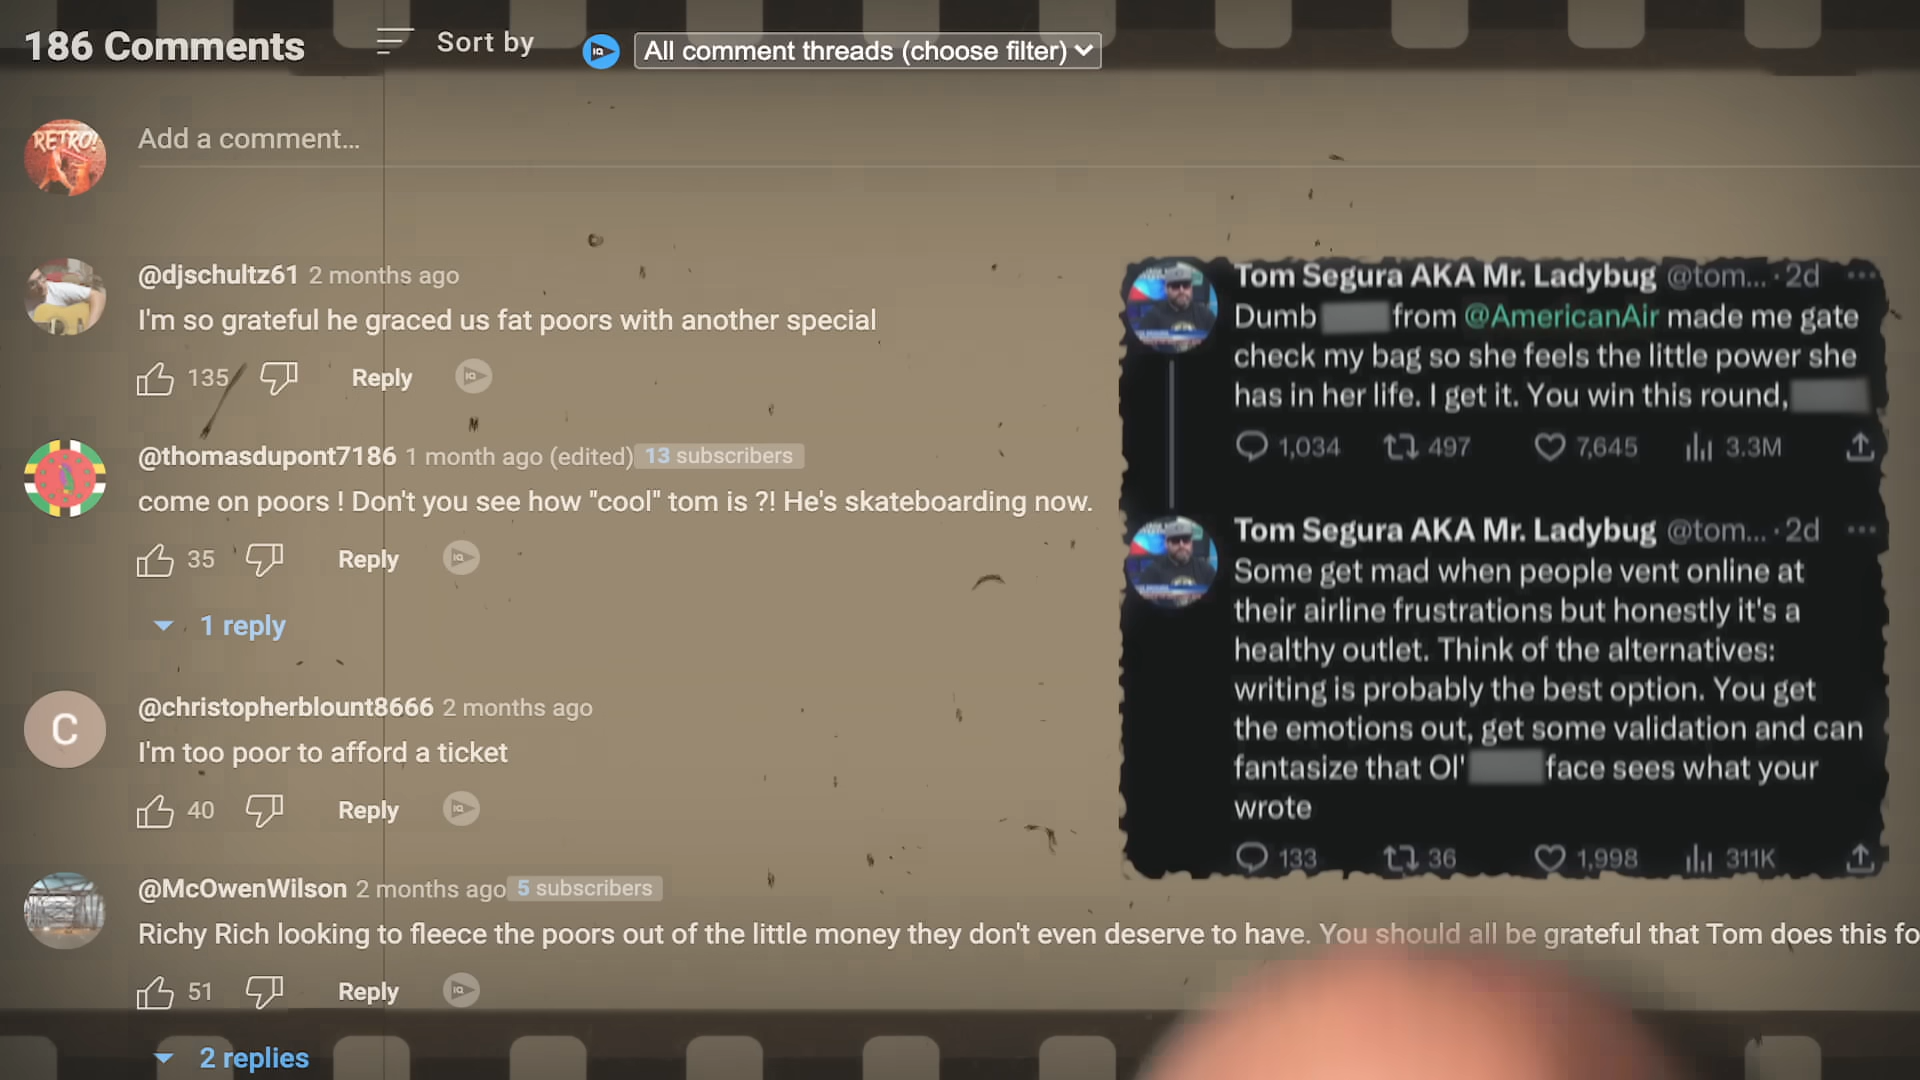 186 Comments
Sort by
All comment threads (choose filter)
RETRO!
Add a comment...
@djschultz61 2 months ago
I'm so grateful he graced us fat poors with another special
135
Reply
@thomasdupont7186 1 month ago (edited) 13 subscribers
come on poors ! Don't you see how "cool" tom is ?! He's skateboarding now.
35
Reply
1 reply
C
@christopherblount8666 2 months ago
I'm too poor to afford a ticket
40
Reply
@McOwenWilson 2 months ago 5 subscribers
Richy Rich looking to fleece the poors out of the little money they don't even deserve to have. You should all be grateful that Tom does this fo
51
Reply
2 replies
Tom Segura AKA Mr. Ladybug @tom... · 2d
Dumb from @AmericanAir made me gate
check my bag so she feels the little power she
has in her life. I get it. You win this round,
1,034 497 7,645 3.3M
Tom Segura AKA Mr. Ladybug @tom... · 2d
Some get mad when people vent online at
their airline frustrations but honestly it's a
healthy outlet. Think of the alternatives:
writing is probably the best option. You get
the emotions out, get some validation and can
fantasize that Ol' face sees what your
wrote
133 36 1,998 311K